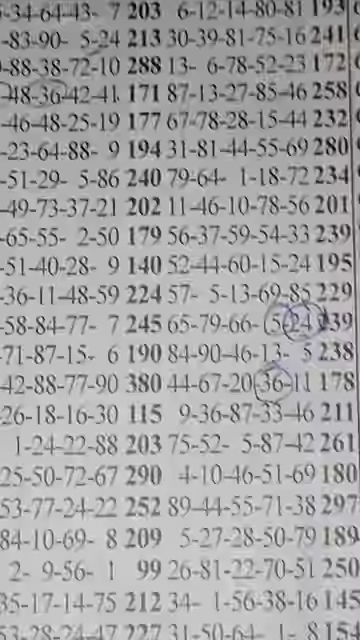 -34-64-43- 7 203 6-12-14-80-81 193
-83-90- 5-24 213 30-39-81-75-16 241
-88-38-72-10 288 13- 6-78-52-23 172
-48-36-42-41 171 87-13-27-85-46 258
-46-48-25-19 177 67-78-28-15-44 232
-23-64-88- 9 194 31-81-44-55-69 280
-51-29- 5-86 240 79-64- 1-18-72 234
-49-73-37-21 202 11-46-10-78-56 201
-65-55- 2-50 179 56-37-59-54-33 239
-51-40-28- 9 140 52-44-60-15-24 195
-36-11-48-59 224 57- 5-13-69-85 229
-58-84-77- 7 245 65-79-66- 5-24 239
-71-87-15- 6 190 84-90-46-13- 5 238
-42-88-77-90 380 44-67-20-36-11 178
-26-18-16-30 115 9-36-87-33-46 211
1-24-22-88 203 75-52- 5-87-42 261
25-50-72-67 290 4-10-46-51-69 180
53-77-24-22 252 89-44-55-71-38 297
84-10-69- 8 209 5-27-28-50-79 189
2- 9-56- 1 99 26-81-22-70-51 250
35-17-14-75 212 34- 1-56-38-16 145
53-28-24-47 227 31-50-64- 1- 8 154